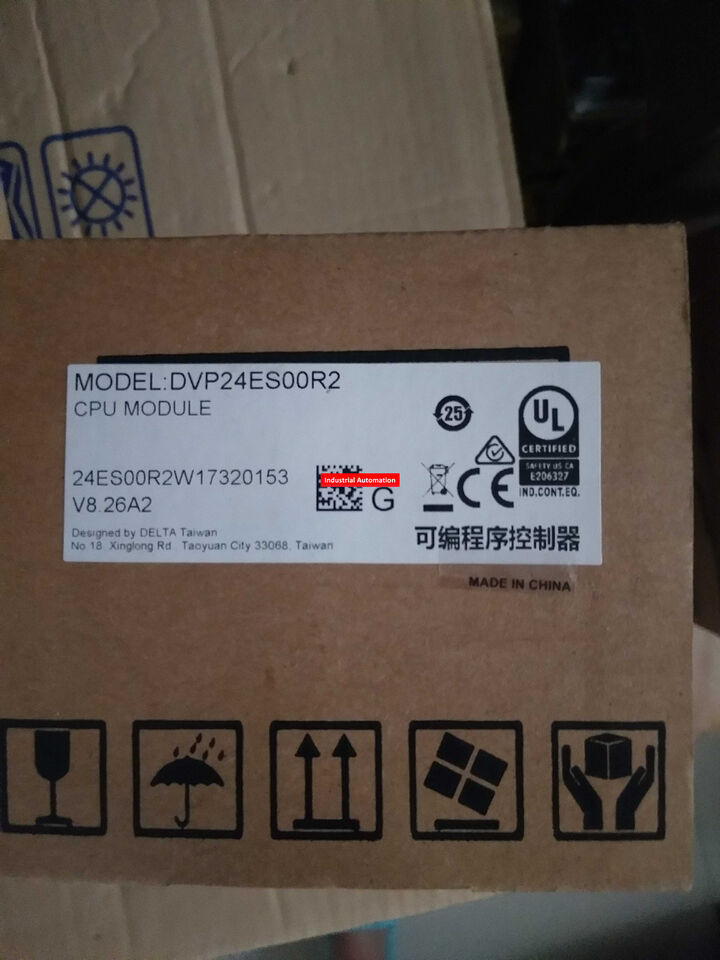 MODEL:DVP24ES00R2
CPU MODULE
25
UL
CERTIFIED
SAFETY US CA
E206327
IND.CONT.EQ.
24ES00R2W17320153
Industrial Automation
V8.26A2
G
CE
Designed by DELTA Taiwan
No 18. Xinglong Rd., Taoyuan City 33068, Taiwan
可编程序控制器
MADE IN CHINA